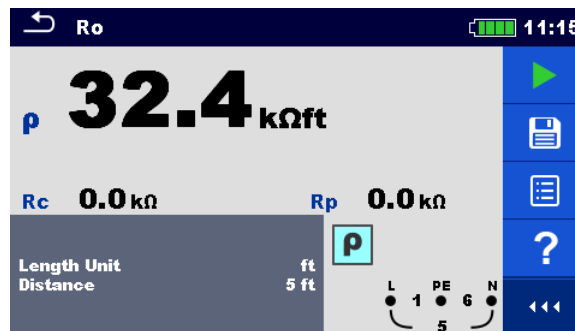 Ro 11:15
ρ 32.4 kΩft
Rc 0.0 kΩ Rp 0.0 kΩ
ρ
Length Unit ft
Distance 5 ft
?
L PE N
1 6
5